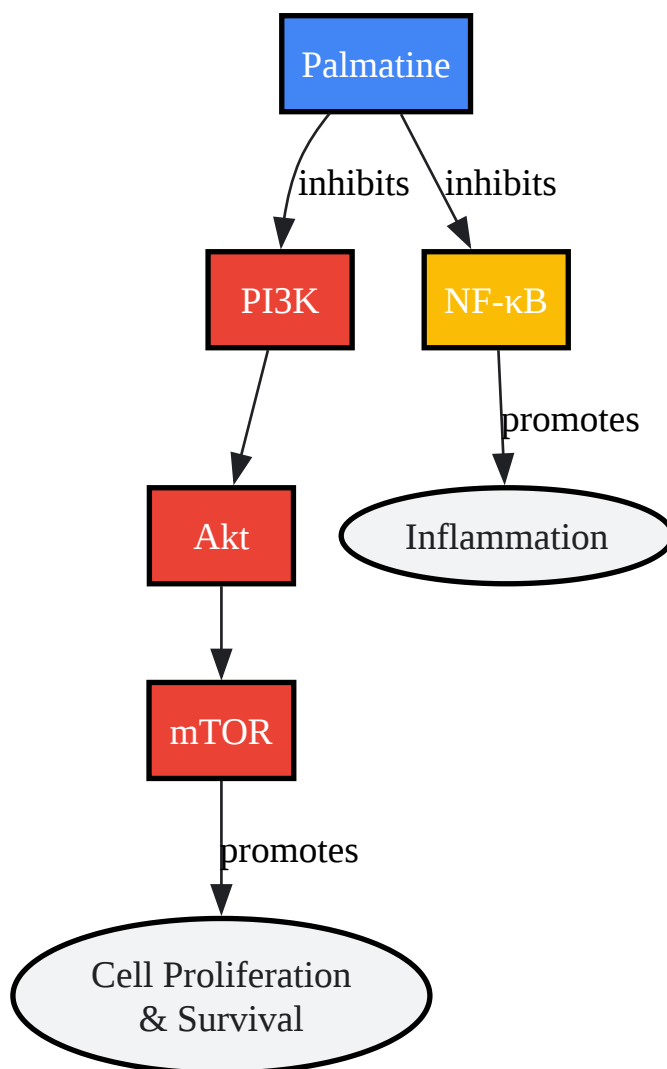 Palmatine
inhibits
inhibits
PI3K
NF-κB
promotes
Akt
Inflammation
mTOR
promotes
Cell Proliferation
& Survival